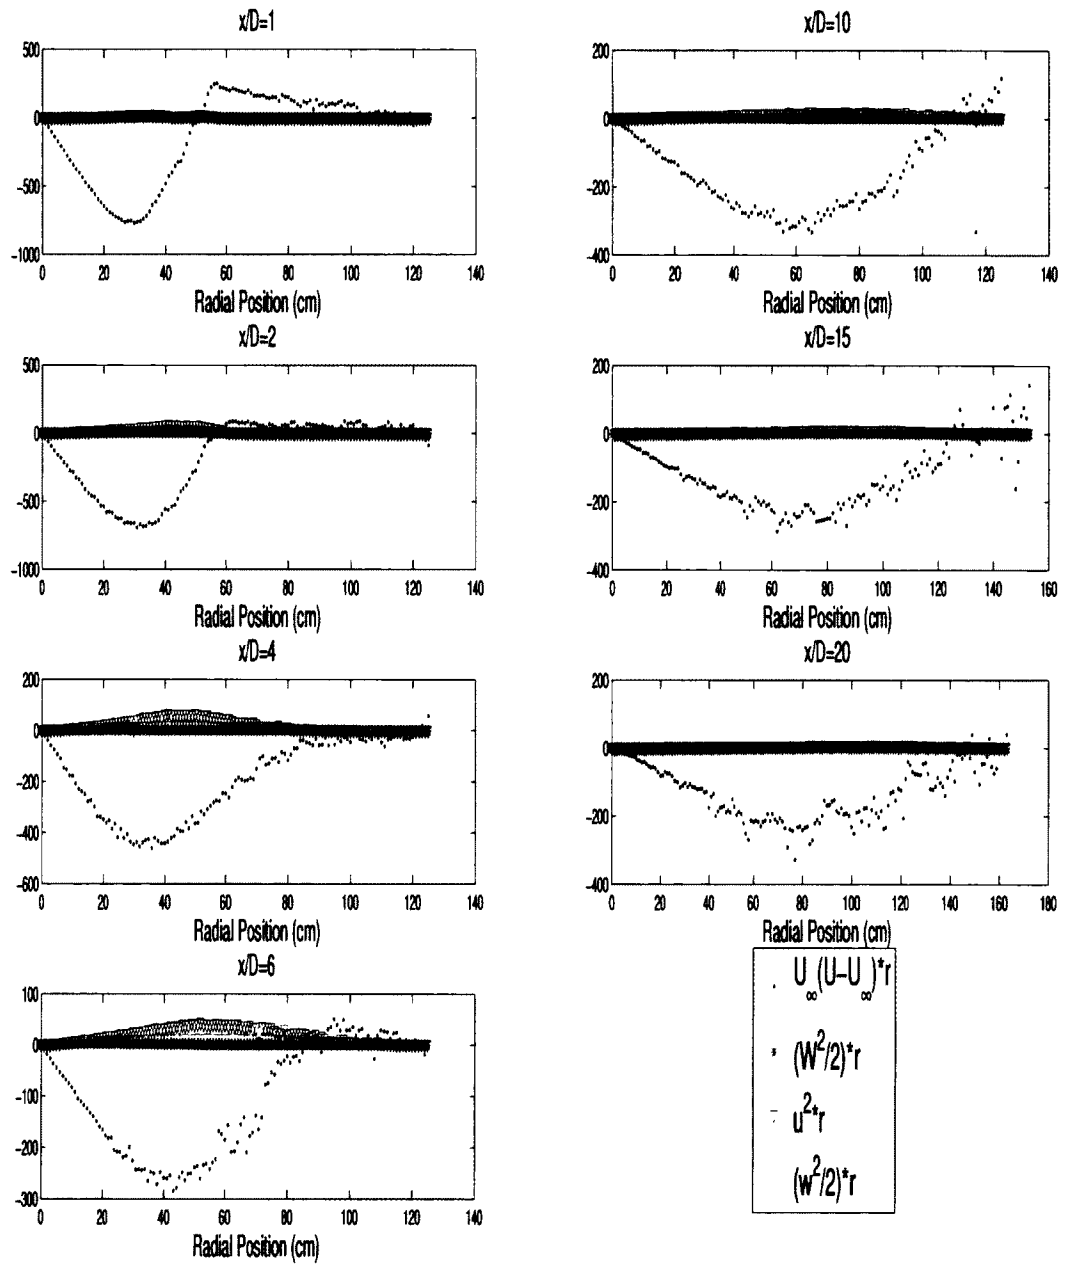 x/D=1
500
0
−500
−1000
0 20 40 60 80 100 120 140
Radial Position (cm)
x/D=2
500
0
−500
−1000
0 20 40 60 80 100 120 140
Radial Position (cm)
x/D=4
200
0
−200
−400
−600
0 20 40 60 80 100 120 140
Radial Position (cm)
x/D=6
100
0
−100
−200
−300
0 20 40 60 80 100 120 140
Radial Position (cm)
x/D=10
200
0
−200
−400
0 20 40 60 80 100 120 140
Radial Position (cm)
x/D=15
200
0
−200
−400
0 20 40 60 80 100 120 140 160
Radial Position (cm)
x/D=20
200
0
−200
−400
0 20 40 60 80 100 120 140 160 180
Radial Position (cm)
U∞(U−U∞)*r
(W²/2)*r
u²*r
(w²/2)*r